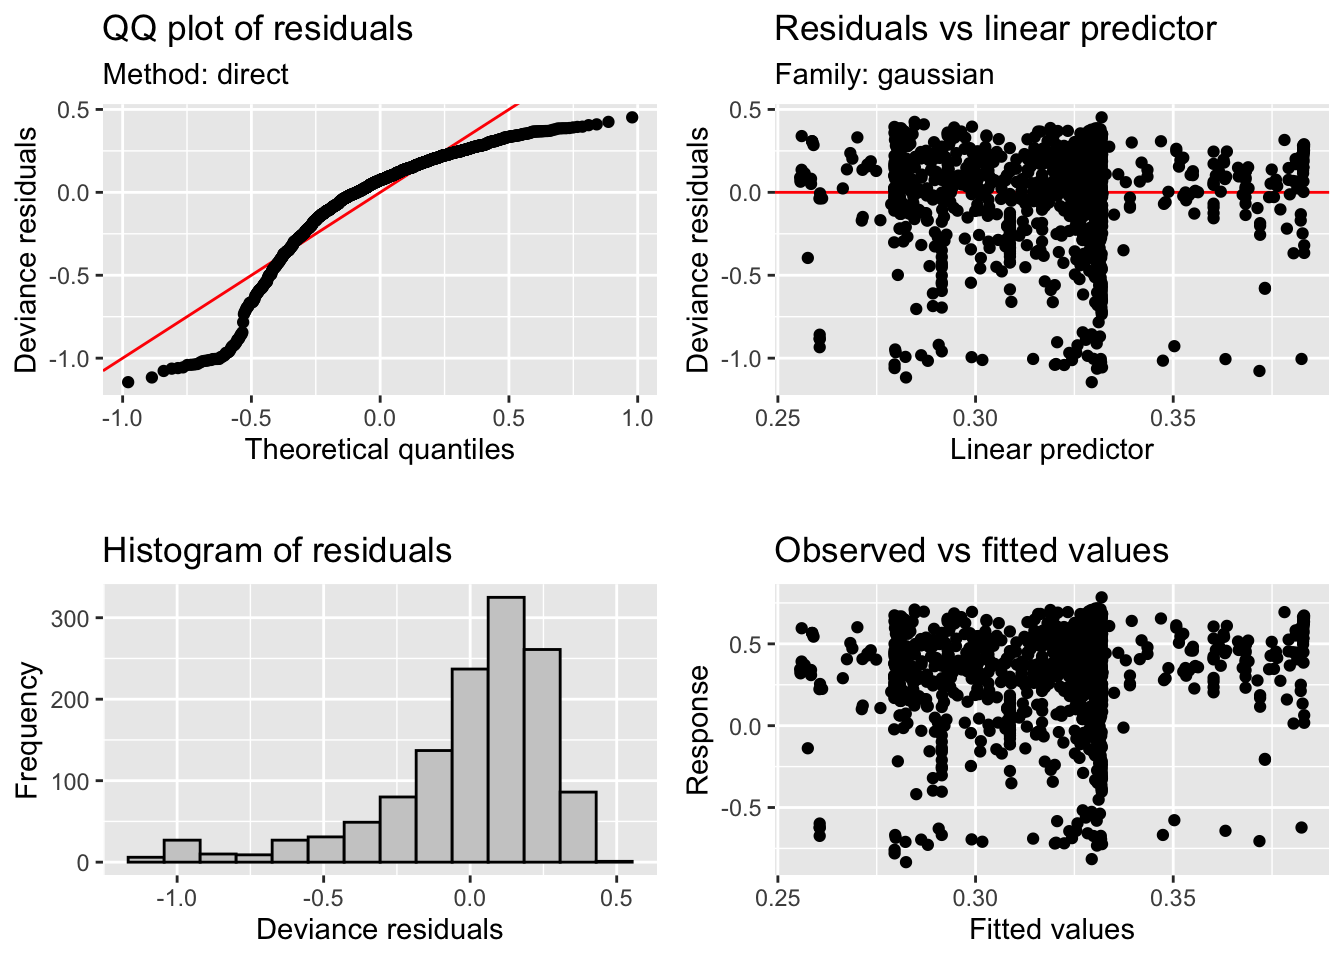 QQ plot of residuals
Method: direct
0.5
0.0
-0.5
-1.0
Deviance residuals
-1.0 -0.5 0.0 0.5 1.0
Theoretical quantiles
Residuals vs linear predictor
Family: gaussian
0.5
0.0
-0.5
-1.0
Deviance residuals
0.25 0.30 0.35
Linear predictor
Histogram of residuals
300
200
100
0
Frequency
-1.0 -0.5 0.0 0.5
Deviance residuals
Observed vs fitted values
0.5
0.0
-0.5
Response
0.25 0.30 0.35
Fitted values